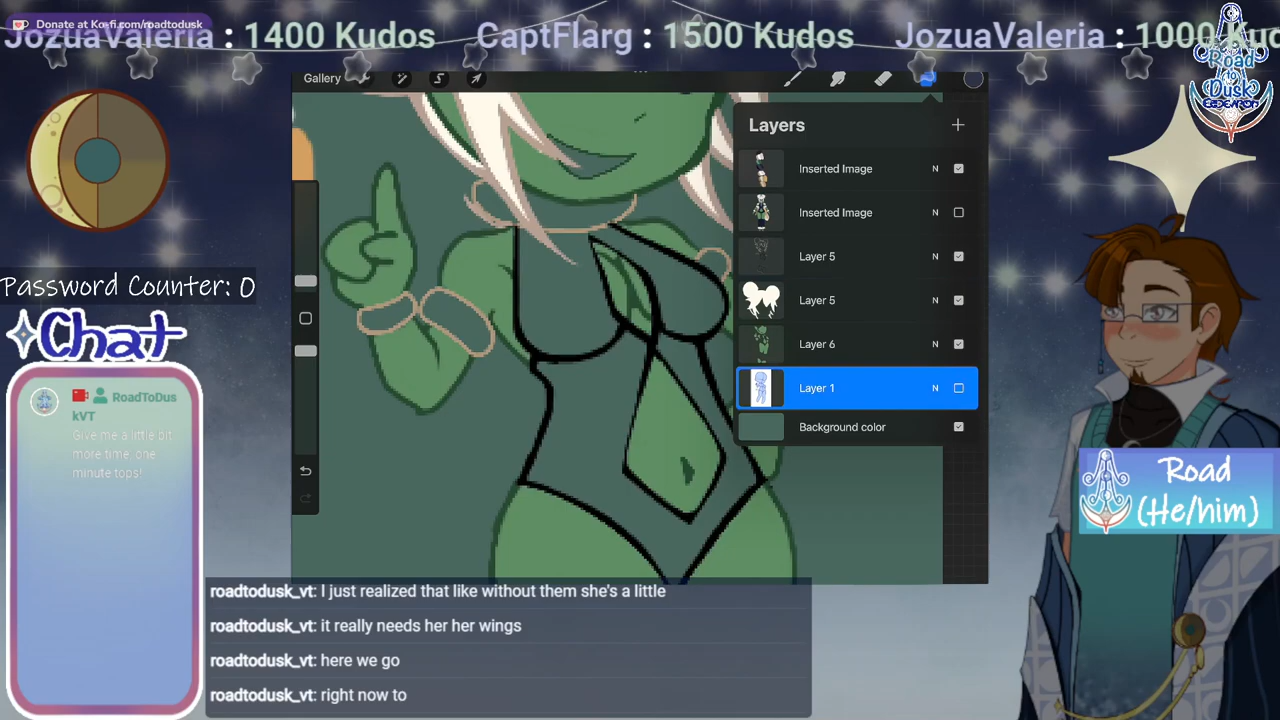 Donate at Ko-fi.com/roadtodusk
JozuaValeria : 1400 Kudos CaptFlarg : 1500 Kudos JozuaValeria : 1000 Kudos
Road
to
Dusk
Gallery
Layers
Inserted Image N
Inserted Image N
Layer 5 N
Layer 5 N
Layer 6 N
Layer 1 N
Background color
Password Counter: 0
Chat
RoadToDus
kVT
Give me a little bit
more time, one
minute tops!
Road
(He/him)
roadtodusk_vt: I just realized that like without them she's a little
roadtodusk_vt: it really needs her her wings
roadtodusk_vt: here we go
roadtodusk_vt: right now to